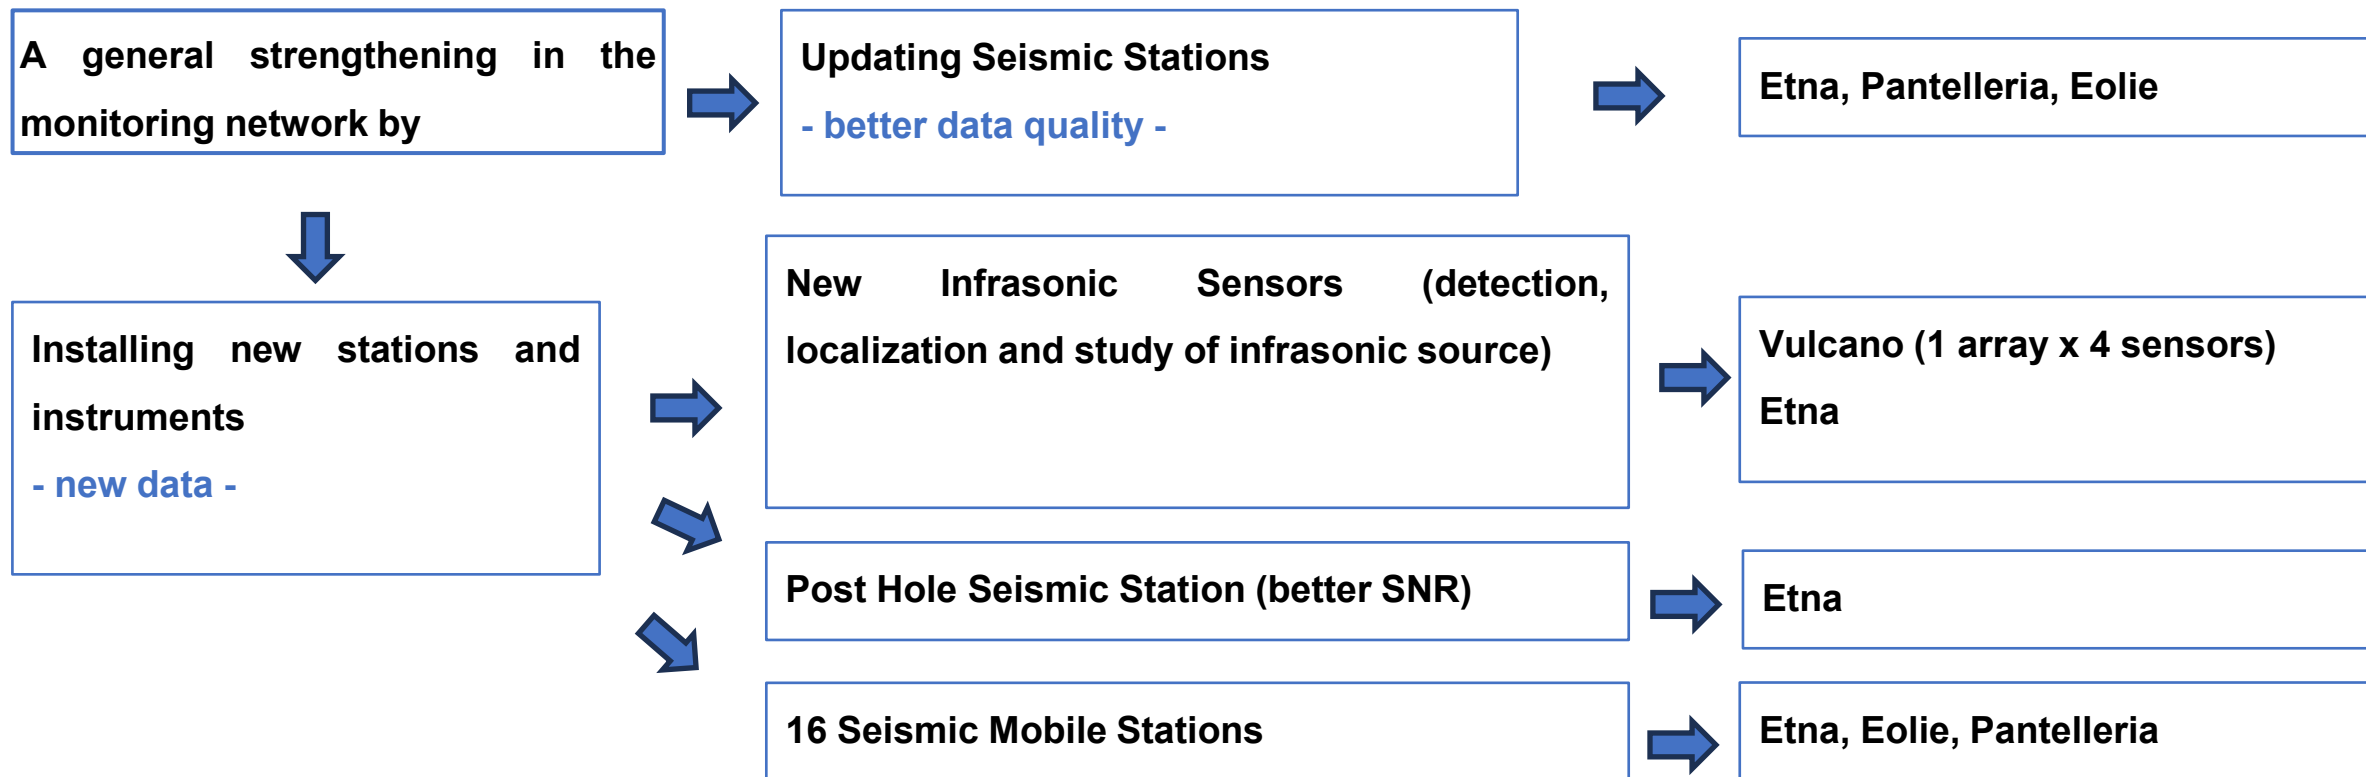 A general strengthening in the
monitoring network by
Updating Seismic Stations
- better data quality -
Etna, Pantelleria, Eolie
Installing new stations and
instruments
- new data -
New Infrasonic Sensors (detection,
localization and study of infrasonic source)
Vulcano (1 array x 4 sensors)
Etna
Post Hole Seismic Station (better SNR)
Etna
16 Seismic Mobile Stations
Etna, Eolie, Pantelleria